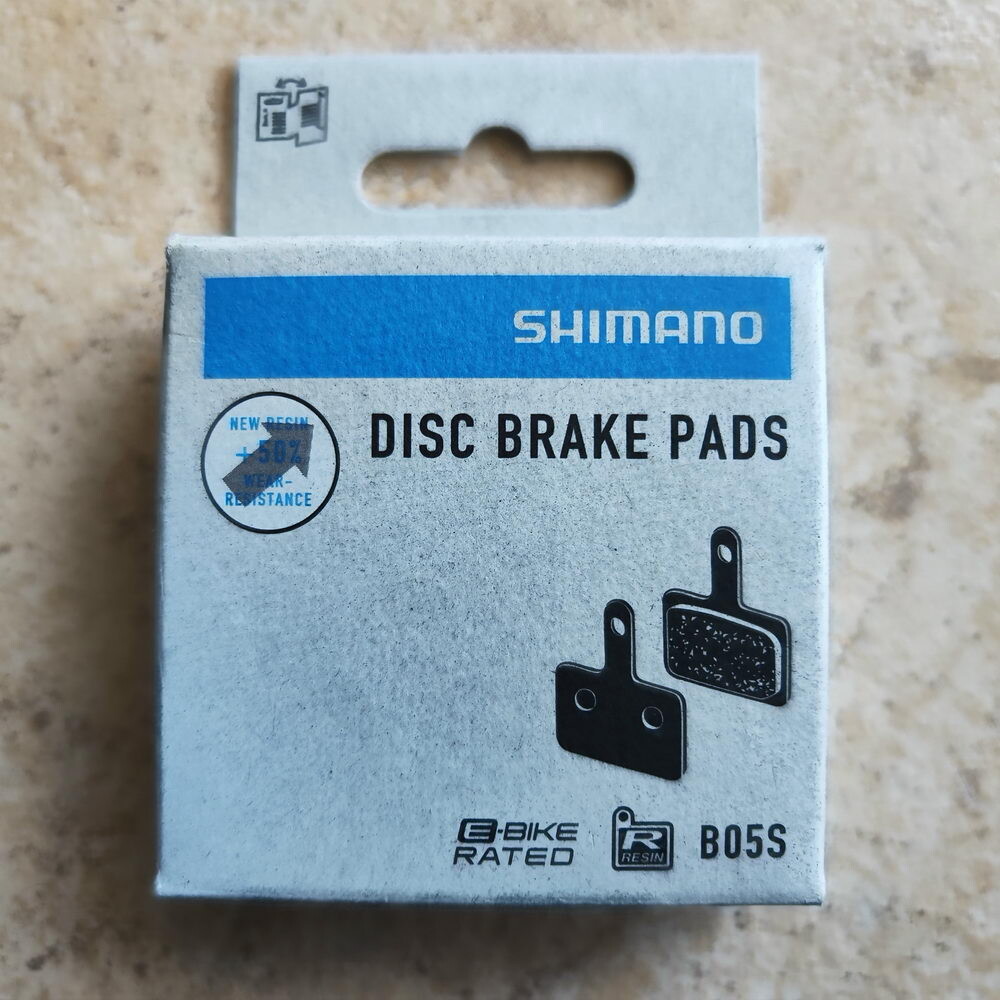 SHIMANO
NEW RESIN
+50%
WEAR-
RESISTANCE
DISC BRAKE PADS
E-BIKE
RATED
R
RESIN
B05S